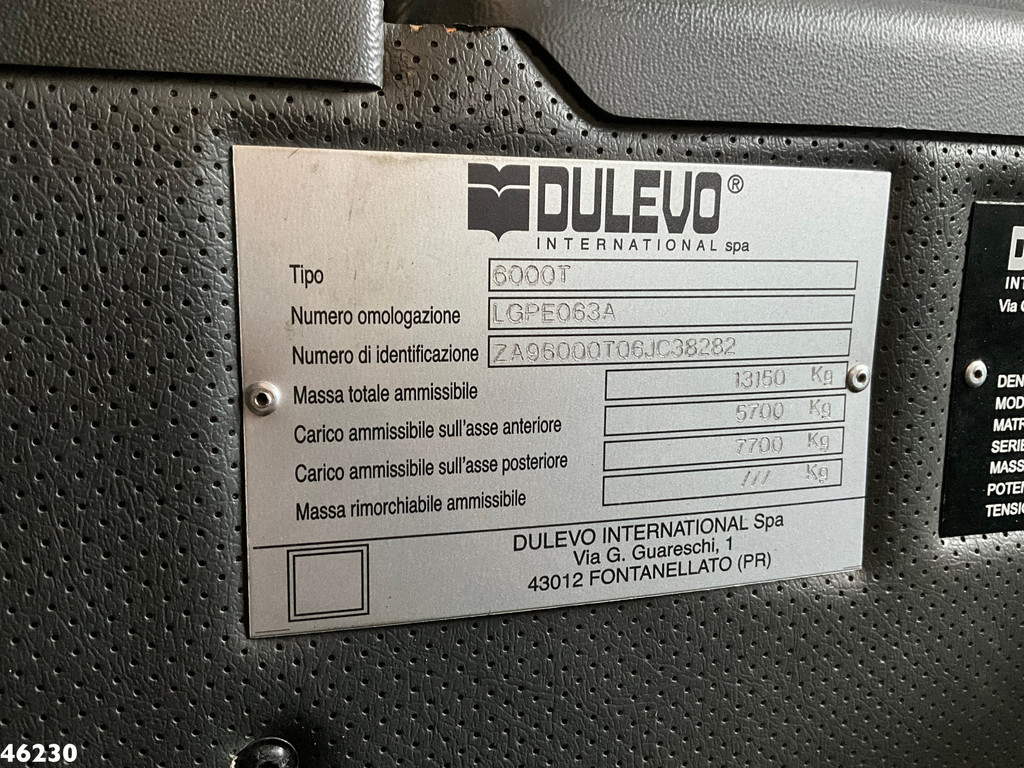 DULEVO®
INTERNATIONAL spa
Tipo 6000T
Numero omologazione LGPE063A
Numero di identificazione ZA96000T06JC38282
Massa totale ammissibile 13150 Kg
Carico ammissibile sull'asse anteriore 5700 Kg
Carico ammissibile sull'asse posteriore 7700 Kg
Massa rimorchiabile ammissibile /// Kg
DULEVO INTERNATIONAL Spa
Via G. Guareschi, 1
43012 FONTANELLATO (PR)
Via
46230